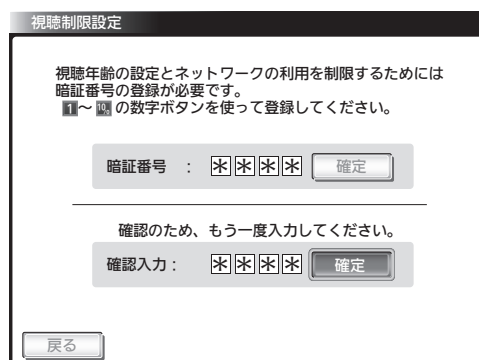 視聴制限設定
視聴年齢の設定とネットワークの利用を制限するためには
暗証番号の登録が必要です。
1～10 の数字ボタンを使って登録してください。
暗証番号 : ＊＊＊＊ 確定
確認のため、もう一度入力してください。
確認入力 : ＊＊＊＊ 確定
戻る